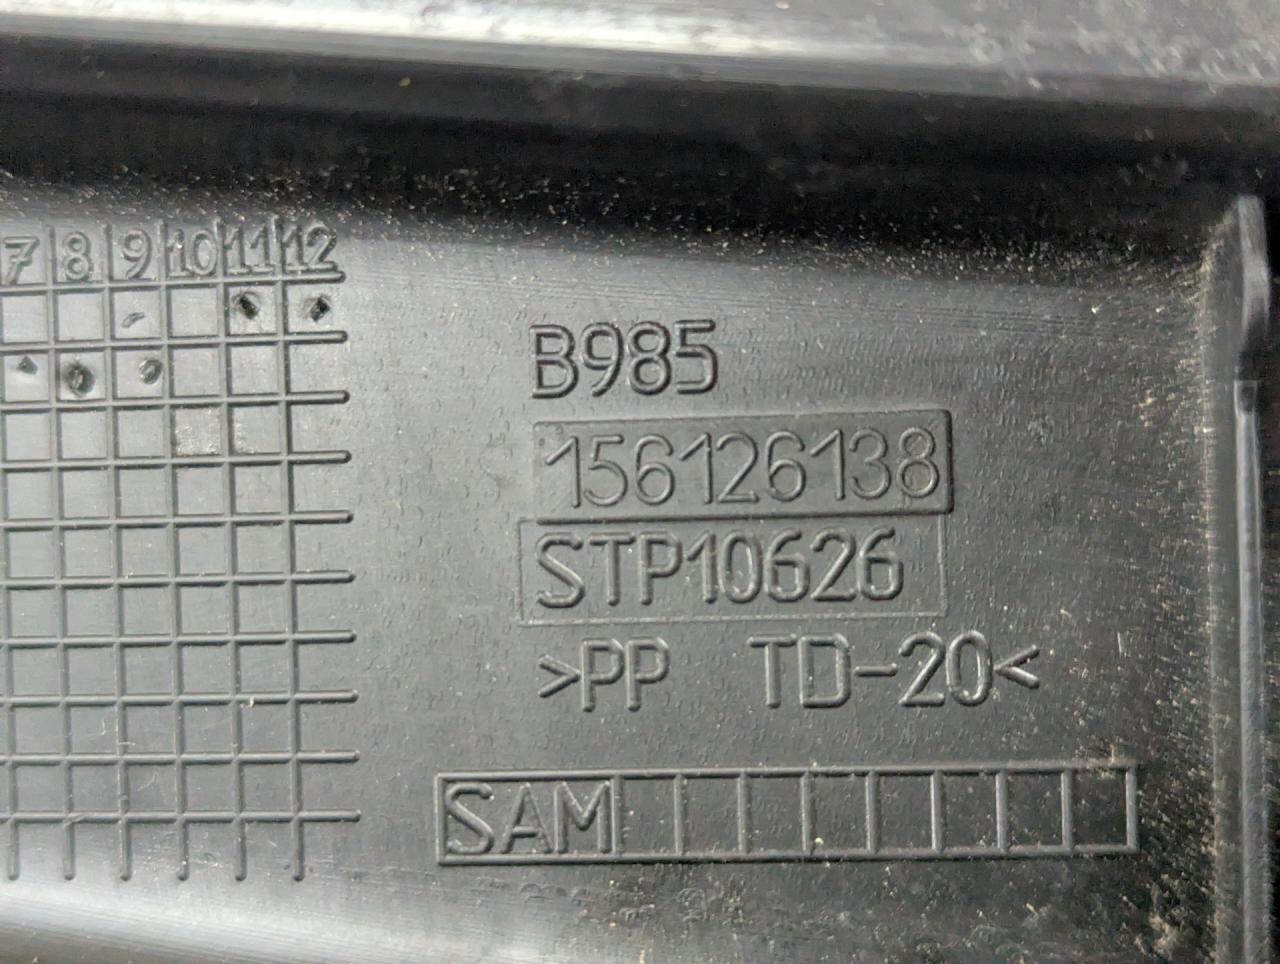 7 8 9 10 11 12
B985
156126138
STP10626
>PP TD-20<
SAM